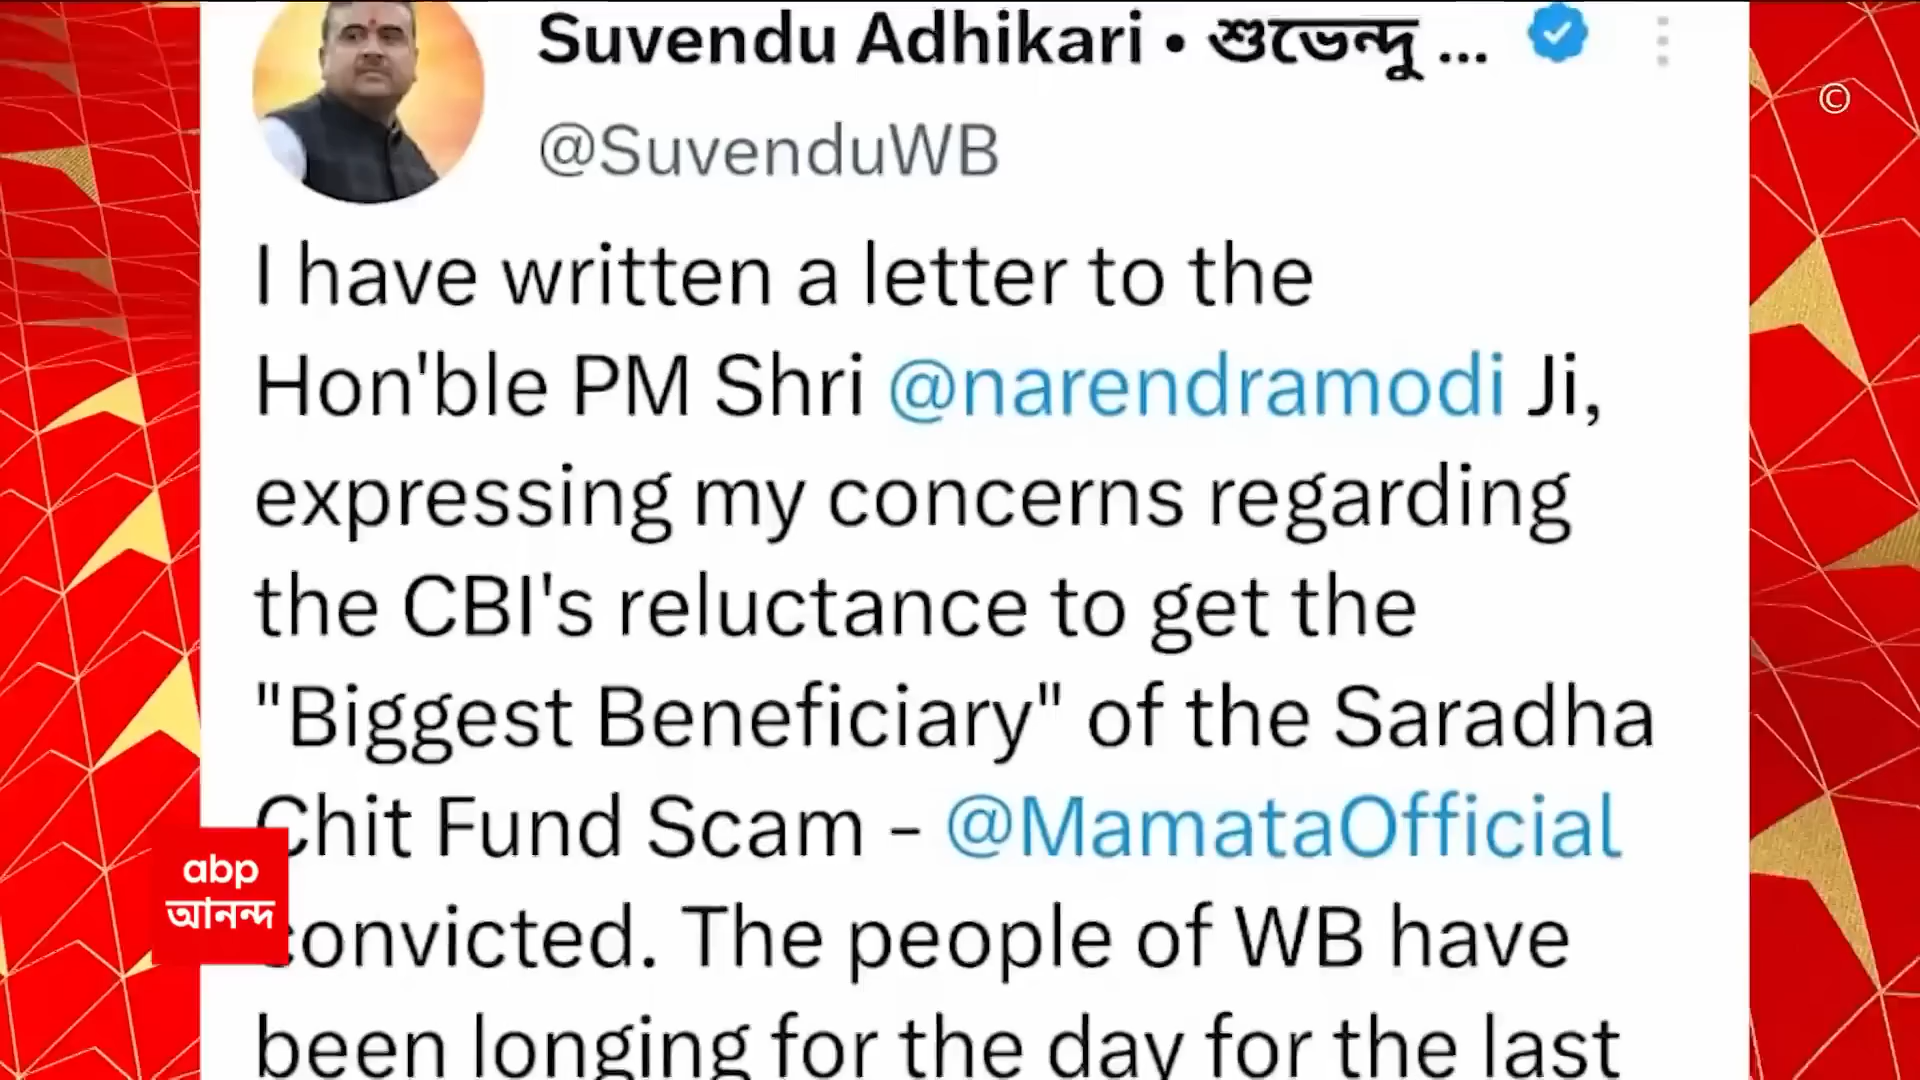 Suvendu Adhikari • শুভেন্দু ...
©
@SuvenduWB
I have written a letter to the
Hon'ble PM Shri @narendramodi Ji,
expressing my concerns regarding
the CBI's reluctance to get the
"Biggest Beneficiary" of the Saradha
Chit Fund Scam – @MamataOfficial
convicted. The people of WB have
been longing for the day for the last
abp
আনন্দ